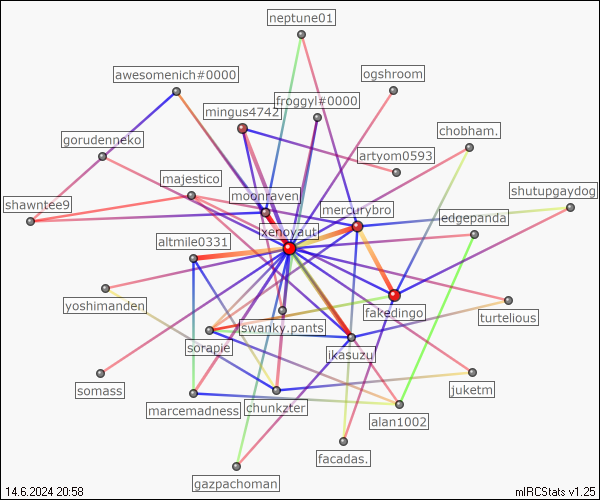 neptune01
awesomenich#0000
ogshroom
froggyl#0000
mingus4742
chobham.
gorudenneko
artyom0593
majestico
shutupgaydog
moonraven
shawntee9
mercurybro
edgepanda
xenoyaut
altmile0331
yoshimanden
fakedingo
turtelious
swanky.pants
sorapie
ikasuzu
somass
juketm
marcemadness
chunkzter
alan1002
facadas.
gazpachoman
14.6.2024 20:58
mIRCStats v1.25